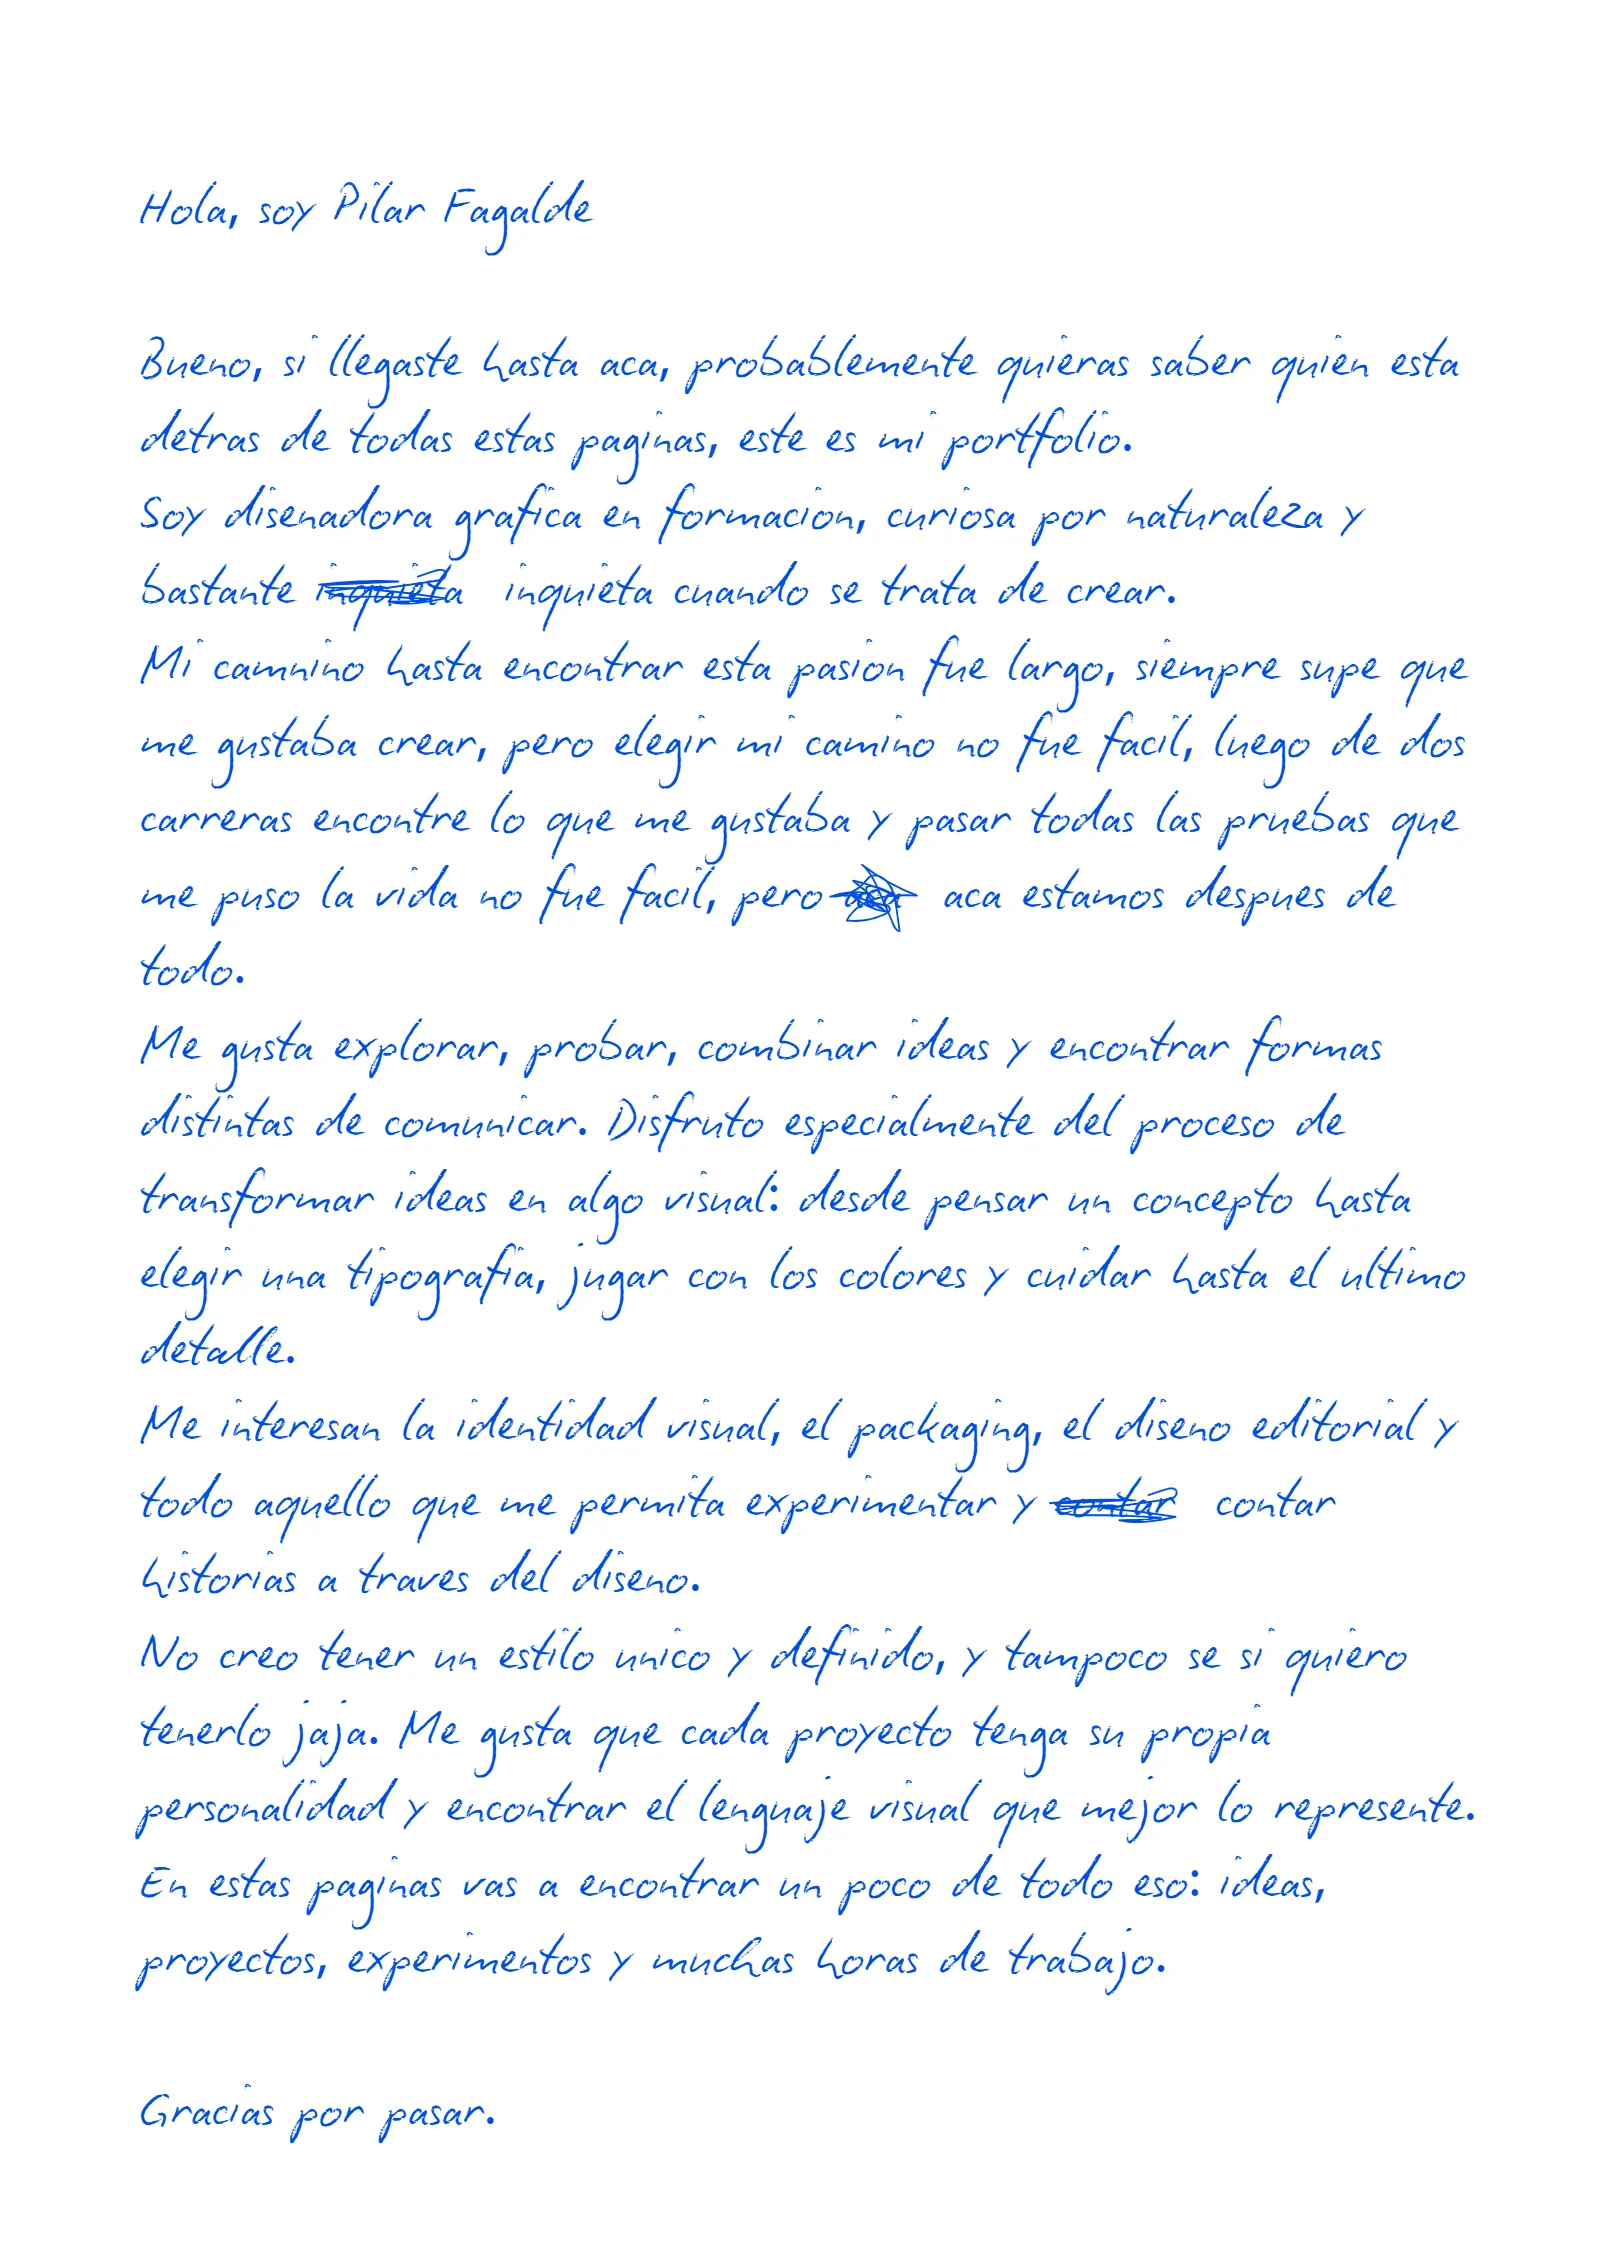 Hola, soy Pilar Fagalde
Bueno, si llegaste hasta aca, probablemente quieras saber quien esta
detras de todas estas paginas, este es mi portfolio.
Soy disenadora grafica en formacion, curiosa por naturaleza y
bastante inquieta inquieta cuando se trata de crear.
Mi camnino hasta encontrar esta pasion fue largo, siempre supe que
me gustaba crear, pero elegir mi camino no fue facil, luego de dos
carreras encontre lo que me gustaba y pasar todas las pruebas que
me puso la vida no fue facil, pero aca aca estamos despues de
todo.
Me gusta explorar, probar, combinar ideas y encontrar formas
distintas de comunicar. Disfruto especialmente del proceso de
transformar ideas en algo visual: desde pensar un concepto hasta
elegir una tipografia, jugar con los colores y cuidar hasta el ultimo
detalle.
Me interesan la identidad visual, el packaging, el diseno editorial y
todo aquello que me permita experimentar y contar contar
historias a traves del diseno.
No creo tener un estilo unico y definido, y tampoco se si quiero
tenerlo jaja. Me gusta que cada proyecto tenga su propia
personalidad y encontrar el lenguaje visual que mejor lo represente.
En estas paginas vas a encontrar un poco de todo eso: ideas,
proyectos, experimentos y muchas horas de trabajo.
Gracias por pasar.